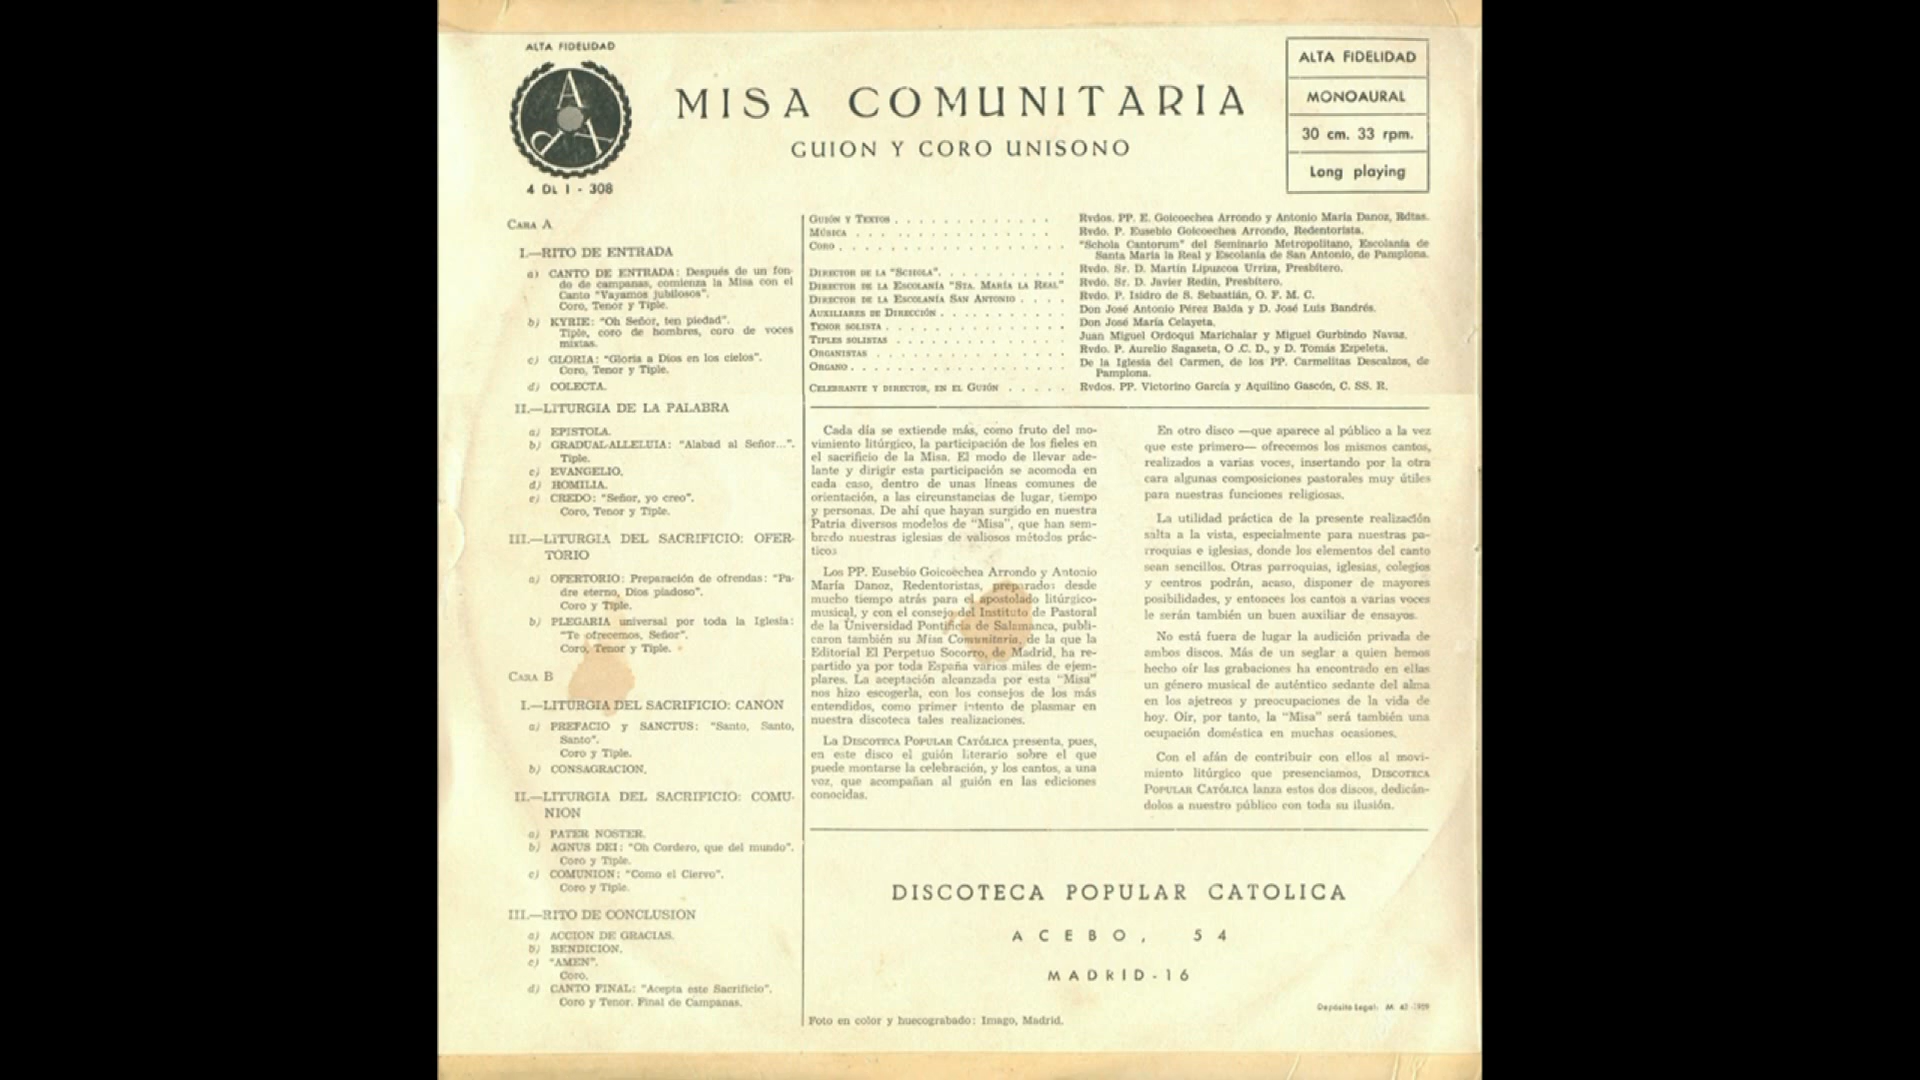 ALTA FIDELIDAD
A A A
4 DL 1 - 308
MISA COMUNITARIA
GUION Y CORO UNISONO
ALTA FIDELIDAD
MONOAURAL
30 cm. 33 rpm.
Long playing
CARA A
I.—RITO DE ENTRADA
a) CANTO DE ENTRADA: Después de un fon-
do de campanas, comienza la Misa con el
Canto "Vayamos jubilosos".
Coro, Tenor y Tiple.
b) KYRIE: "Oh Señor, ten piedad".
Tiple, coro de hombres, coro de voces
mixtas.
c) GLORIA: "Gloria a Dios en los cielos".
Coro, Tenor y Tiple.
d) COLECTA.
II.—LITURGIA DE LA PALABRA
a) EPISTOLA.
b) GRADUAL-ALLELUIA: "Alabad al Señor...".
Tiple.
c) EVANGELIO.
d) HOMILIA.
e) CREDO: "Señor, yo creo".
Coro, Tenor y Tiple.
III.—LITURGIA DEL SACRIFICIO: OFER-
TORIO
a) OFERTORIO: Preparación de ofrendas: "Pa-
dre eterno, Dios piadoso".
Coro y Tiple.
b) PLEGARIA universal por toda la Iglesia:
"Te ofrecemos, Señor".
Coro, Tenor y Tiple.
CARA B
I.—LITURGIA DEL SACRIFICIO: CANON
a) PREFACIO y SANCTUS: "Santo, Santo,
Santo".
Coro y Tiple.
b) CONSAGRACION.
II.—LITURGIA DEL SACRIFICIO: COMU-
NION
a) PATER NOSTER.
b) AGNUS DEI: "Oh Cordero, que del mundo".
Coro y Tiple.
c) COMUNION: "Como el Ciervo".
Coro y Tiple.
III.—RITO DE CONCLUSION
a) ACCION DE GRACIAS.
b) BENDICION.
c) "AMEN".
Coro.
d) CANTO FINAL: "Acepta este Sacrificio".
Coro y Tenor. Final de Campanas.
GUIÓN Y TEXTOS . . . . . Rvdos. PP. E. Goicoechea Arrondo y Antonio María Danoz, Rdtas.
MÚSICA . . . . . Rvdo. P. Eusebio Goicoechea Arrondo, Redentorista.
CORO . . . . . "Schola Cantorum" del Seminario Metropolitano, Escolanía de
Santa María la Real y Escolanía de San Antonio, de Pamplona.
DIRECTOR DE LA "SCHOLA". . . . . Rvdo. Sr. D. Martín Lipuzcoa Urriza, Presbítero.
DIRECTOR DE LA ESCOLANÍA "STA. MARÍA LA REAL" Rvdo. Sr. D. Javier Redín, Presbítero.
DIRECTOR DE LA ESCOLANÍA SAN ANTONIO . . . . Rvdo. P. Isidro de S. Sebastián, O. F. M. C.
AUXILIARES DE DIRECCIÓN . . . . . Don José Antonio Pérez Balda y D. José Luis Bandrés.
TENOR SOLISTA . . . . . Don José María Celayeta.
TIPLES SOLISTAS . . . . . Juan Miguel Ordoqui Marichalar y Miguel Gurbindo Navaz.
ORGANISTAS . . . . . Rvdo. P. Aurelio Sagaseta, O .C. D., y D. Tomás Ezpeleta.
ORGANO . . . . . De la Iglesia del Carmen, de los PP. Carmelitas Descalzos, de
Pamplona.
CELEBRANTE Y DIRECTOR, EN EL GUIÓN . . . . . Rvdos. PP. Victorino García y Aquilino Gascón, C. SS. R.
Cada día se extiende más, como fruto del mo-
vimiento litúrgico, la participación de los fieles en
el sacrificio de la Misa. El modo de llevar ade-
lante y dirigir esta participación se acomoda en
cada caso, dentro de unas líneas comunes de
orientación, a las circunstancias de lugar, tiempo
y personas. De ahí que hayan surgido en nuestra
Patria diversos modelos de "Misa", que han sem-
brado nuestras iglesias de valiosos métodos prác-
ticos
Los PP. Eusebio Goicoechea Arrondo y Antonio
María Danoz, Redentoristas, preparados desde
mucho tiempo atrás para el apostolado litúrgico-
musical, y con el consejo del Instituto de Pastoral
de la Universidad Pontificia de Salamanca, publi-
caron también su Misa Comunitaria, de la que la
Editorial El Perpetuo Socorro, de Madrid, ha re-
partido ya por toda España varios miles de ejem-
plares. La aceptación alcanzada por esta "Misa"
nos hizo escogerla, con los consejos de los más
entendidos, como primer intento de plasmar en
nuestra discoteca tales realizaciones.
La DISCOTECA POPULAR CATÓLICA presenta, pues,
en este disco el guión literario sobre el que
puede montarse la celebración, y los cantos, a una
voz, que acompañan al guión en las ediciones
conocidas.
En otro disco —que aparece al público a la vez
que este primero— ofrecemos los mismos cantos,
realizados a varias voces, insertando por la otra
cara algunas composiciones pastorales muy útiles
para nuestras funciones religiosas.
La utilidad práctica de la presente realización
salta a la vista, especialmente para nuestras pa-
rroquias e iglesias, donde los elementos del canto
sean sencillos. Otras parroquias, iglesias, colegios
y centros podrán, acaso, disponer de mayores
posibilidades, y entonces los cantos a varias voces
le serán también un buen auxiliar de ensayos.
No está fuera de lugar la audición privada de
ambos discos. Más de un seglar a quien hemos
hecho oír las grabaciones ha encontrado en ellas
un género musical de auténtico sedante del alma
en los ajetreos y preocupaciones de la vida de
hoy. Oír, por tanto, la "Misa" será también una
ocupación doméstica en muchas ocasiones.
Con el afán de contribuir con ellos al movi-
miento litúrgico que presenciamos, DISCOTECA
POPULAR CATÓLICA lanza estos dos discos, dedicán-
dolos a nuestro público con toda su ilusión.
DISCOTECA POPULAR CATOLICA
ACEBO, 54
MADRID-16
Depósito Legal: M.
Foto en color y huecograbado: Imago, Madrid.